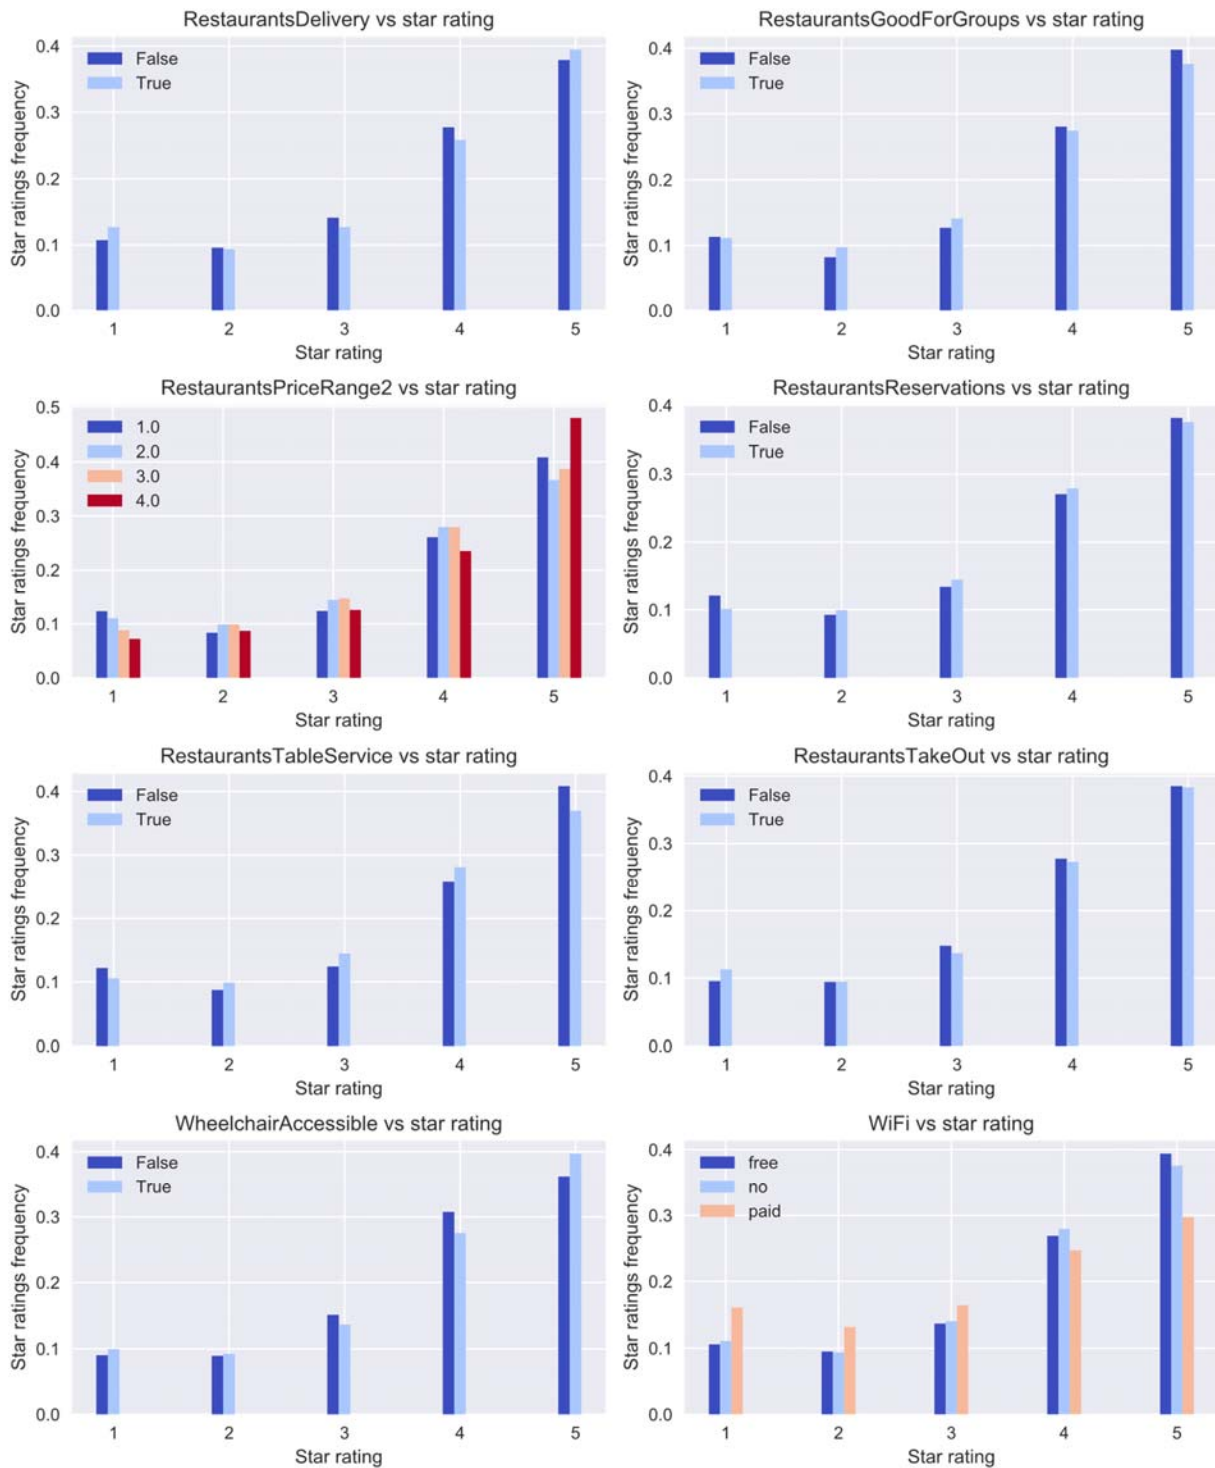 RestaurantsDelivery vs star rating
0.4
0.3
0.2
0.1
0.0
Star ratings frequency
False
True
1 2 3 4 5
Star rating
RestaurantsGoodForGroups vs star rating
0.4
0.3
0.2
0.1
0.0
Star ratings frequency
False
True
1 2 3 4 5
Star rating
RestaurantsPriceRange2 vs star rating
0.5
0.4
0.3
0.2
0.1
0.0
Star ratings frequency
1.0
2.0
3.0
4.0
1 2 3 4 5
Star rating
RestaurantsReservations vs star rating
0.4
0.3
0.2
0.1
0.0
Star ratings frequency
False
True
1 2 3 4 5
Star rating
RestaurantsTableService vs star rating
0.4
0.3
0.2
0.1
0.0
Star ratings frequency
False
True
1 2 3 4 5
Star rating
RestaurantsTakeOut vs star rating
0.4
0.3
0.2
0.1
0.0
Star ratings frequency
False
True
1 2 3 4 5
Star rating
WheelchairAccessible vs star rating
0.4
0.3
0.2
0.1
0.0
Star ratings frequency
False
True
1 2 3 4 5
Star rating
WiFi vs star rating
0.4
0.3
0.2
0.1
0.0
Star ratings frequency
free
no
paid
1 2 3 4 5
Star rating